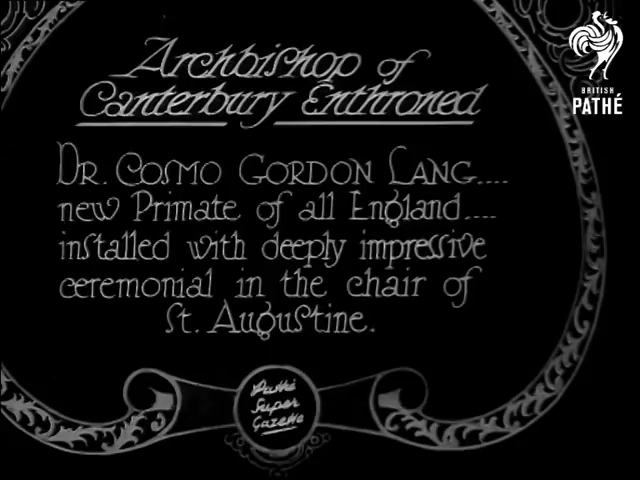 Archbishop of
Canterbury Enthroned
DR. COSMO GORDON LANG....
new Primate of all England....
installed with deeply impressive
ceremonial in the chair of
St. Augustine.
Pathé
Super
Gazette
BRITISH
PATHÉ